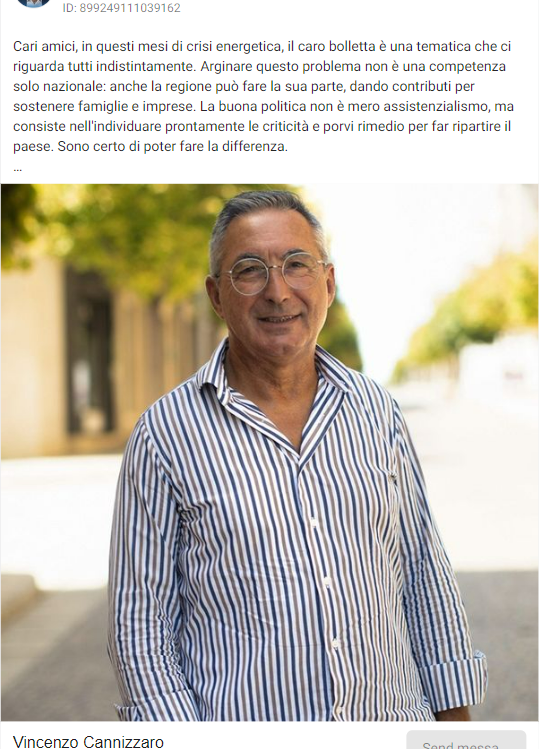 ID: 899249111039162
Cari amici, in questi mesi di crisi energetica, il caro bolletta è una tematica che ci
riguarda tutti indistintamente. Arginare questo problema non è una competenza
solo nazionale: anche la regione può fare la sua parte, dando contributi per
sostenere famiglie e imprese. La buona politica non è mero assistenzialismo, ma
consiste nell'individuare prontamente le criticità e porvi rimedio per far ripartire il
paese. Sono certo di poter fare la differenza.
...
Vincenzo Cannizzaro
Send messa